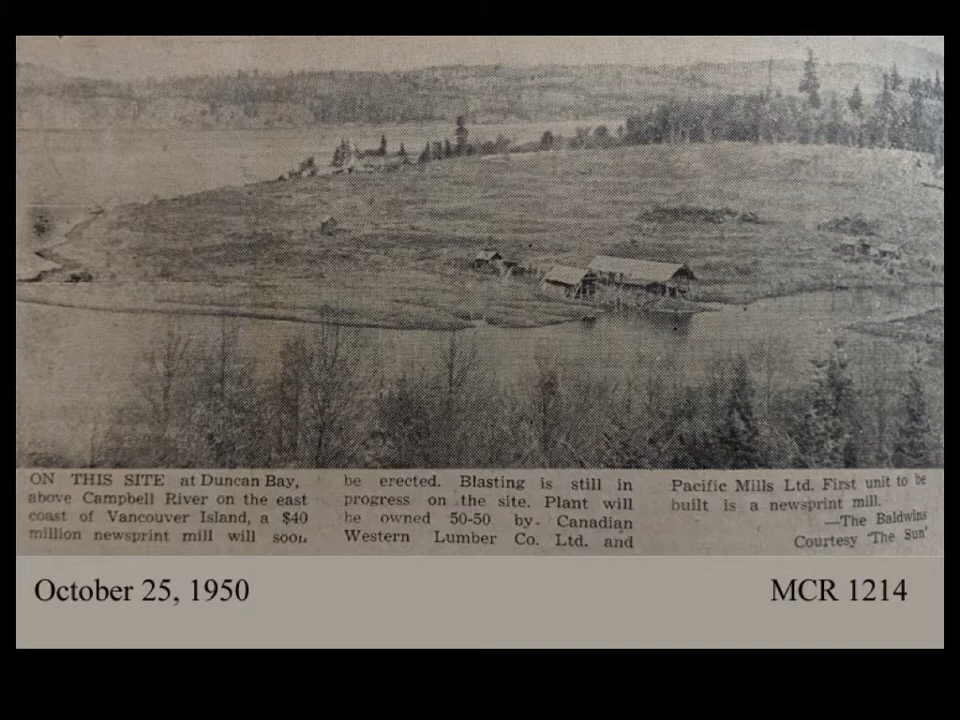 ON THIS SITE at Duncan Bay,
above Campbell River on the east
coast of Vancouver Island, a $40
million newsprint mill will soon
be erected. Blasting is still in
progress on the site. Plant will
be owned 50-50 by Canadian
Western Lumber Co. Ltd. and
Pacific Mills Ltd. First unit to be
built is a newsprint mill.
—The Baldwins
Courtesy 'The Sun'
October 25, 1950
MCR 1214